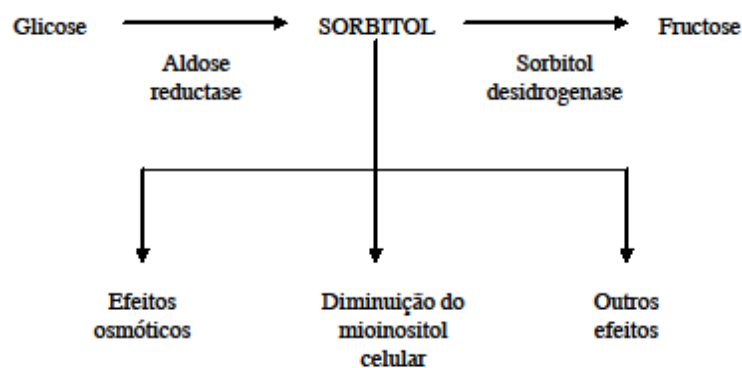 Glicose
SORBITOL
Fructose
Aldose
reductase
Sorbitol
desidrogenase
Efeitos
osmóticos
Diminuição do
mioinositol
celular
Outros
efeitos